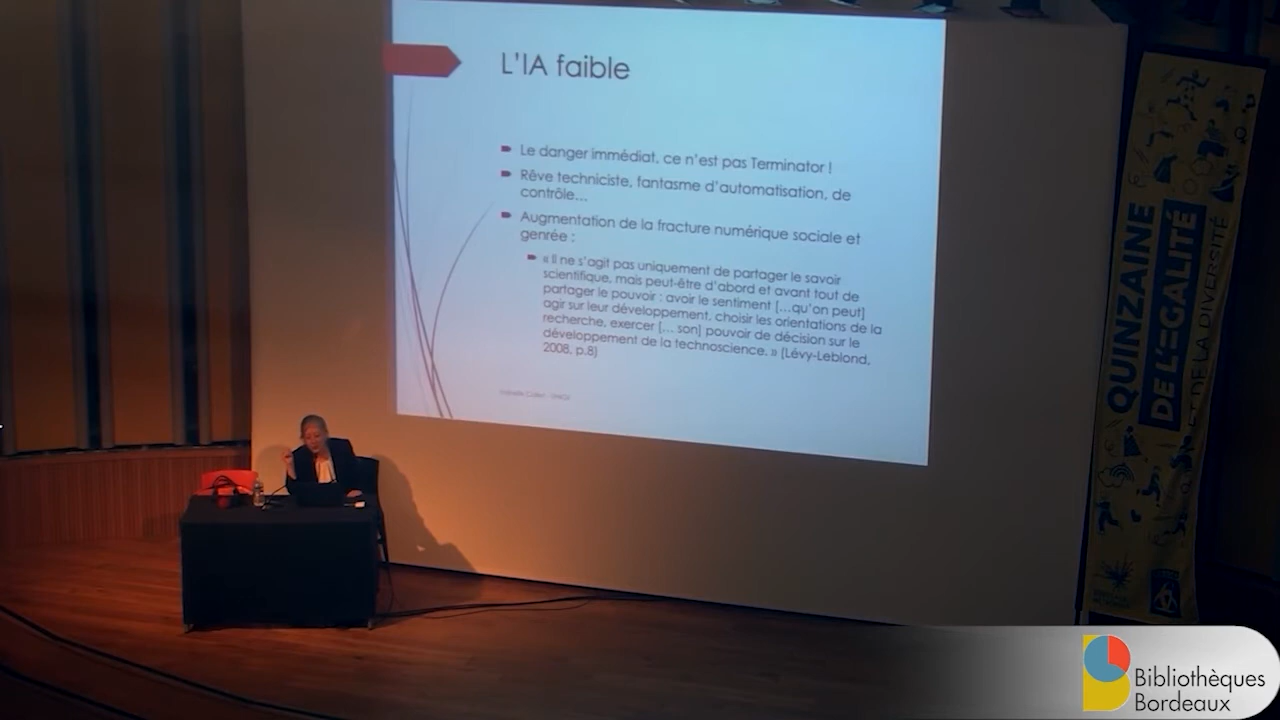 L'IA faible
Le danger immédiat, ce n'est pas Terminator !
Rêve techniciste, fantasme d'automatisation, de
contrôle…
Augmentation de la fracture numérique sociale et
genrée :
« Il ne s'agit pas uniquement de partager le savoir
scientifique, mais peut-être d'abord et avant tout de
partager le pouvoir : avoir le sentiment [...qu'on peut]
agir sur leur développement, choisir les orientations de la
recherche, exercer [... son] pouvoir de décision sur le
développement de la technoscience. » (Lévy-Leblond,
2008, p.8)
QUINZAINE
DE L'ÉGALITÉ
ET DE LA DIVERSITÉ
Bibliothèques
Bordeaux